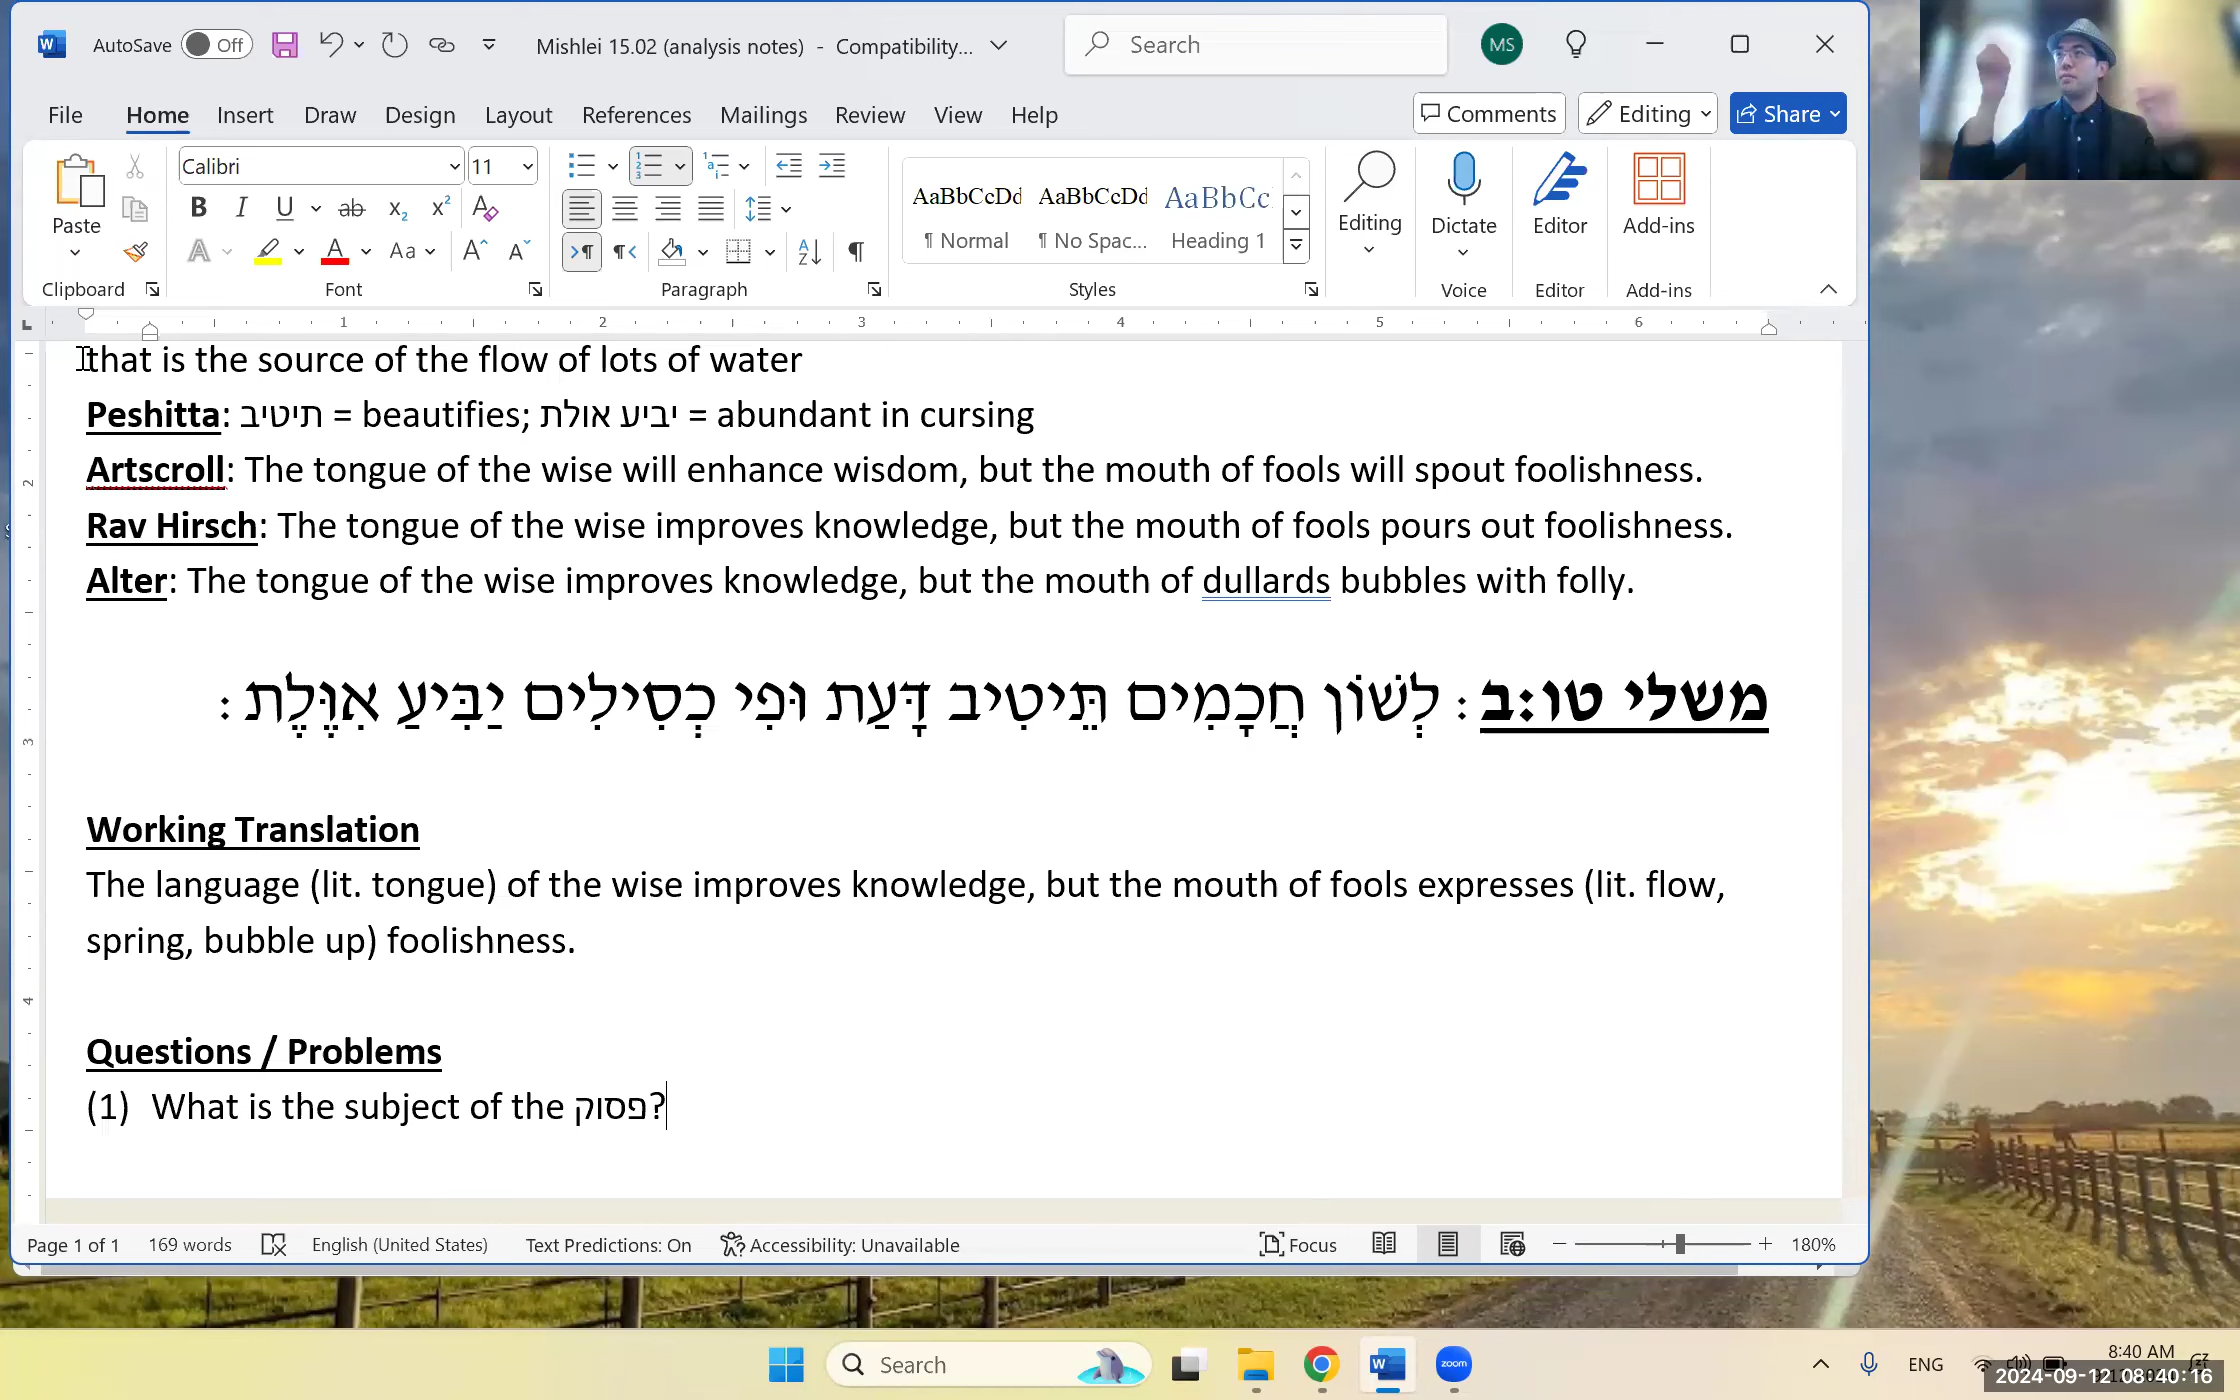 AutoSave Off Mishlei 15.02 (analysis notes) - Compatibility... Search MS
File Home Insert Draw Design Layout References Mailings Review View Help Comments Editing Share
Paste Calibri 11 AaBbCcDd AaBbCcDd AaBbCc Editing Dictate Editor Add-ins
¶ Normal ¶ No Spac... Heading 1
Clipboard Font Paragraph Styles Voice Editor Add-ins
1 2 3 4 5 6
that is the source of the flow of lots of water
Peshitta: תיטיב = beautifies; יביע אולת = abundant in cursing
Artscroll: The tongue of the wise will enhance wisdom, but the mouth of fools will spout foolishness.
Rav Hirsch: The tongue of the wise improves knowledge, but the mouth of fools pours out foolishness.
Alter: The tongue of the wise improves knowledge, but the mouth of dullards bubbles with folly.
משלי טו:ב: לְשׁוֹן חֲכָמִים תֵּיטִיב דָּעַת וּפִי כְסִילִים יַבִּיעַ אִוֶּלֶת:
Working Translation
The language (lit. tongue) of the wise improves knowledge, but the mouth of fools expresses (lit. flow,
spring, bubble up) foolishness.
Questions / Problems
(1) What is the subject of the פסוק?
Page 1 of 1 169 words English (United States) Text Predictions: On Accessibility: Unavailable Focus 180%
Search zoom ENG 8:40 AM
2024-09-12 08:40:16